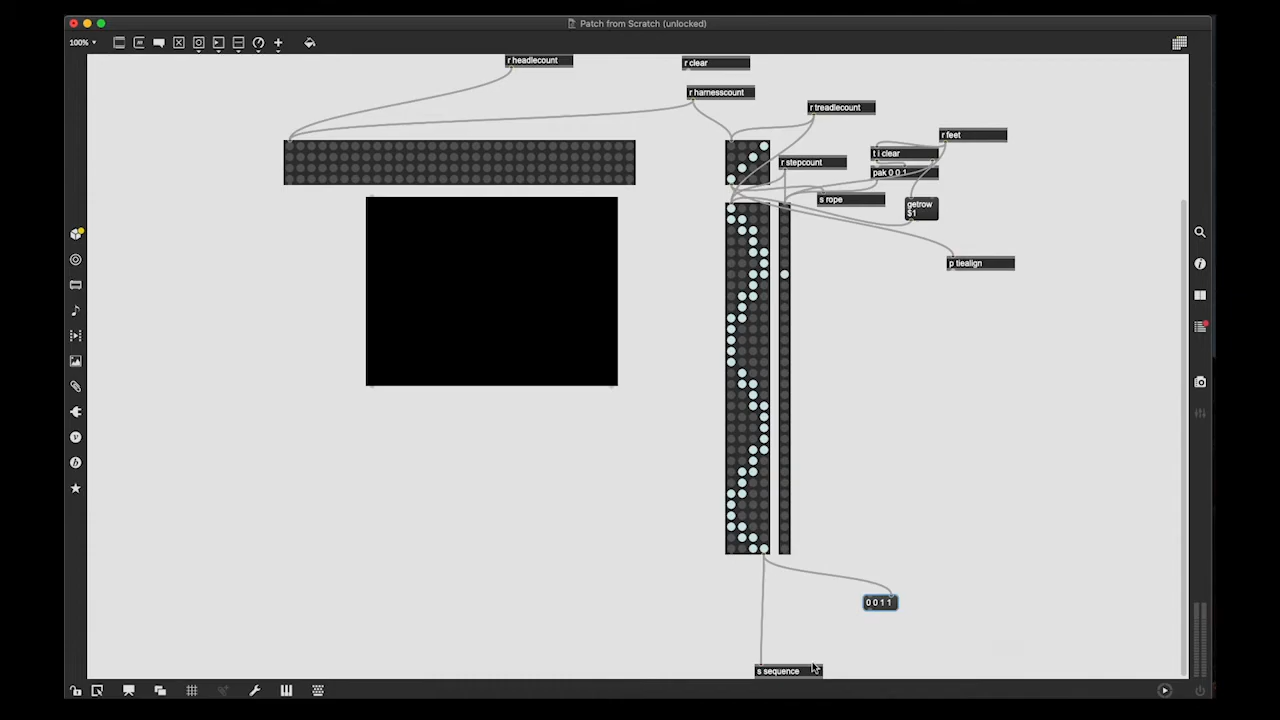 Patch from Scratch (unlocked)
100%
r headlecount
r clear
r harnesscount
r treadlecount
r feet
t i clear
r stepcount
pak 0 0 1
s rope
getrow
$1
p tiealign
0 0 1 1
s sequence